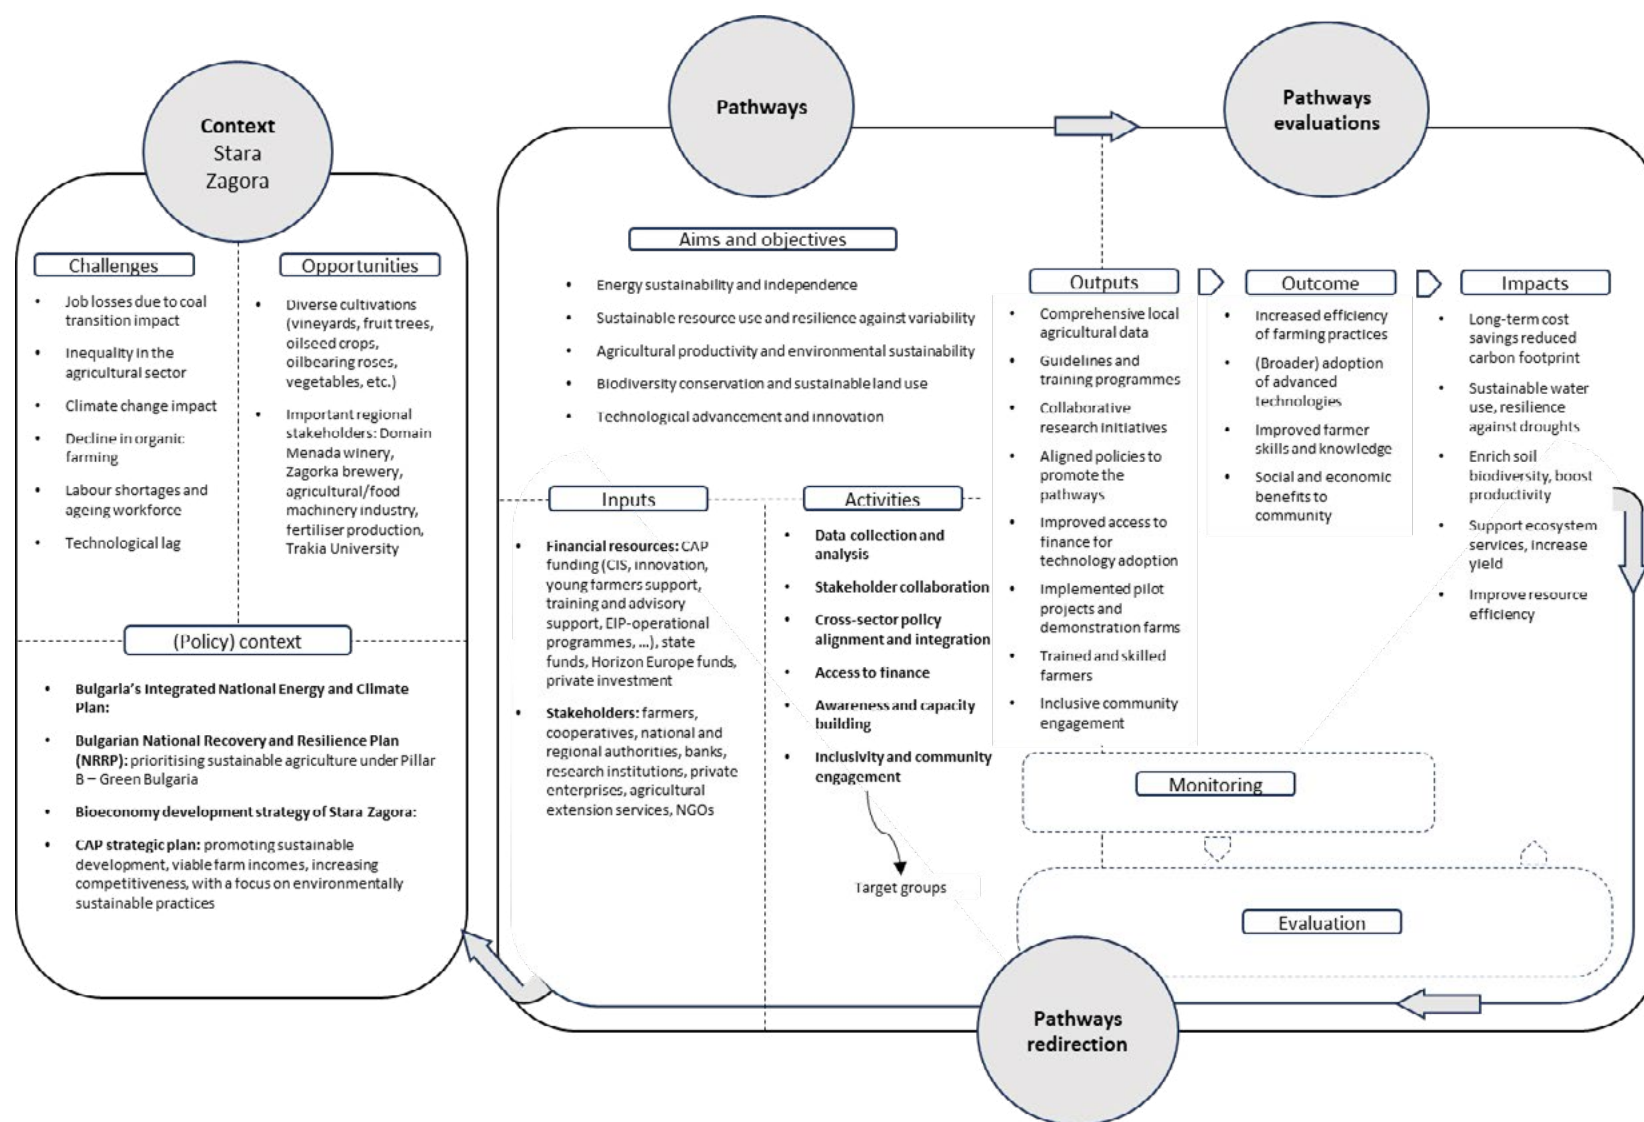 Context
Stara
Zagora
Challenges
• Job losses due to coal
transition impact
• Inequality in the
agricultural sector
• Climate change impact
• Decline in organic
farming
• Labour shortages and
ageing workforce
• Technological lag
Opportunities
• Diverse cultivations
(vineyards, fruit trees,
oilseed crops,
oilbearing roses,
vegetables, etc.)
• Important regional
stakeholders: Domain
Menada winery,
Zagorka brewery,
agricultural/food
machinery industry,
fertiliser production,
Trakia University
(Policy) context
• Bulgaria's Integrated National Energy and Climate
Plan:
• Bulgarian National Recovery and Resilience Plan
(NRRP): prioritising sustainable agriculture under Pillar
B – Green Bulgaria
• Bioeconomy development strategy of Stara Zagora:
• CAP strategic plan: promoting sustainable
development, viable farm incomes, increasing
competitiveness, with a focus on environmentally
sustainable practices
Pathways
Aims and objectives
• Energy sustainability and independence
• Sustainable resource use and resilience against variability
• Agricultural productivity and environmental sustainability
• Biodiversity conservation and sustainable land use
• Technological advancement and innovation
Inputs
• Financial resources: CAP
funding (CIS, innovation,
young farmers support,
training and advisory
support, EIP-operational
programmes, ...), state
funds, Horizon Europe funds,
private investment
• Stakeholders: farmers,
cooperatives, national and
regional authorities, banks,
research institutions, private
enterprises, agricultural
extension services, NGOs
Activities
• Data collection and
analysis
• Stakeholder collaboration
• Cross-sector policy
alignment and integration
• Access to finance
• Awareness and capacity
building
• Inclusivity and community
engagement
Target groups
Pathways
evaluations
Outputs
• Comprehensive local
agricultural data
• Guidelines and
training programmes
• Collaborative
research initiatives
• Aligned policies to
promote the
pathways
• Improved access to
finance for
technology adoption
• Implemented pilot
projects and
demonstration farms
• Trained and skilled
farmers
• Inclusive community
engagement
Outcome
• Increased efficiency
of farming practices
• (Broader) adoption
of advanced
technologies
• Improved farmer
skills and knowledge
• Social and economic
benefits to
community
Impacts
• Long-term cost
savings reduced
carbon footprint
• Sustainable water
use, resilience
against droughts
• Enrich soil
biodiversity, boost
productivity
• Support ecosystem
services, increase
yield
• Improve resource
efficiency
Monitoring
Evaluation
Pathways
redirection